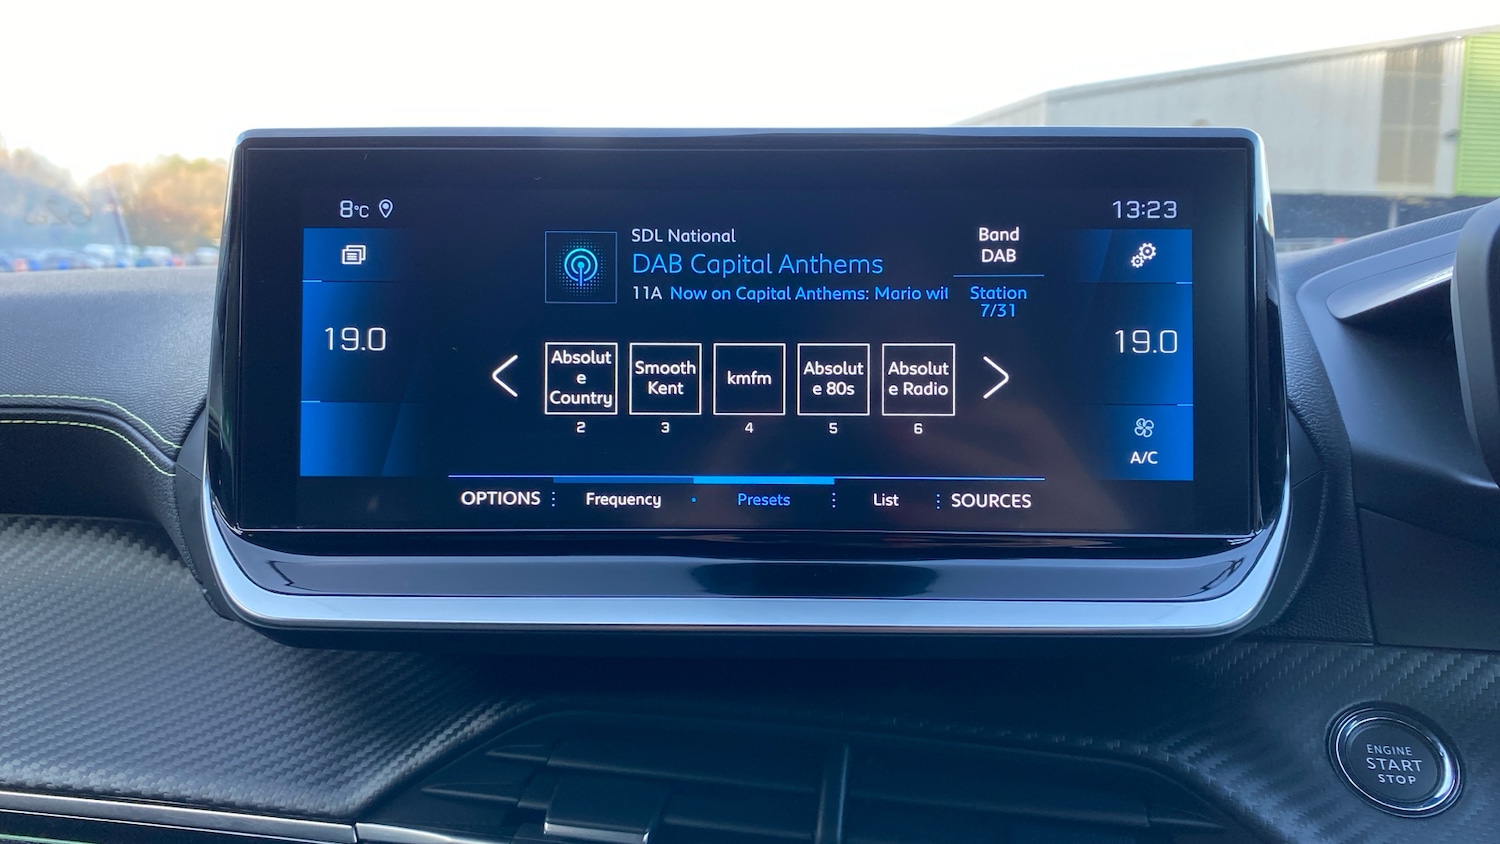 8°C
13:23
SDL National
DAB Capital Anthems
11A Now on Capital Anthems: Mario wil
Band
DAB
Station
7/31
19.0
19.0
Absolut
e
Country
2
Smooth
Kent
3
kmfm
4
Absolut
e 80s
5
Absolut
e Radio
6
A/C
OPTIONS
Frequency
Presets
List
SOURCES
ENGINE
START
STOP